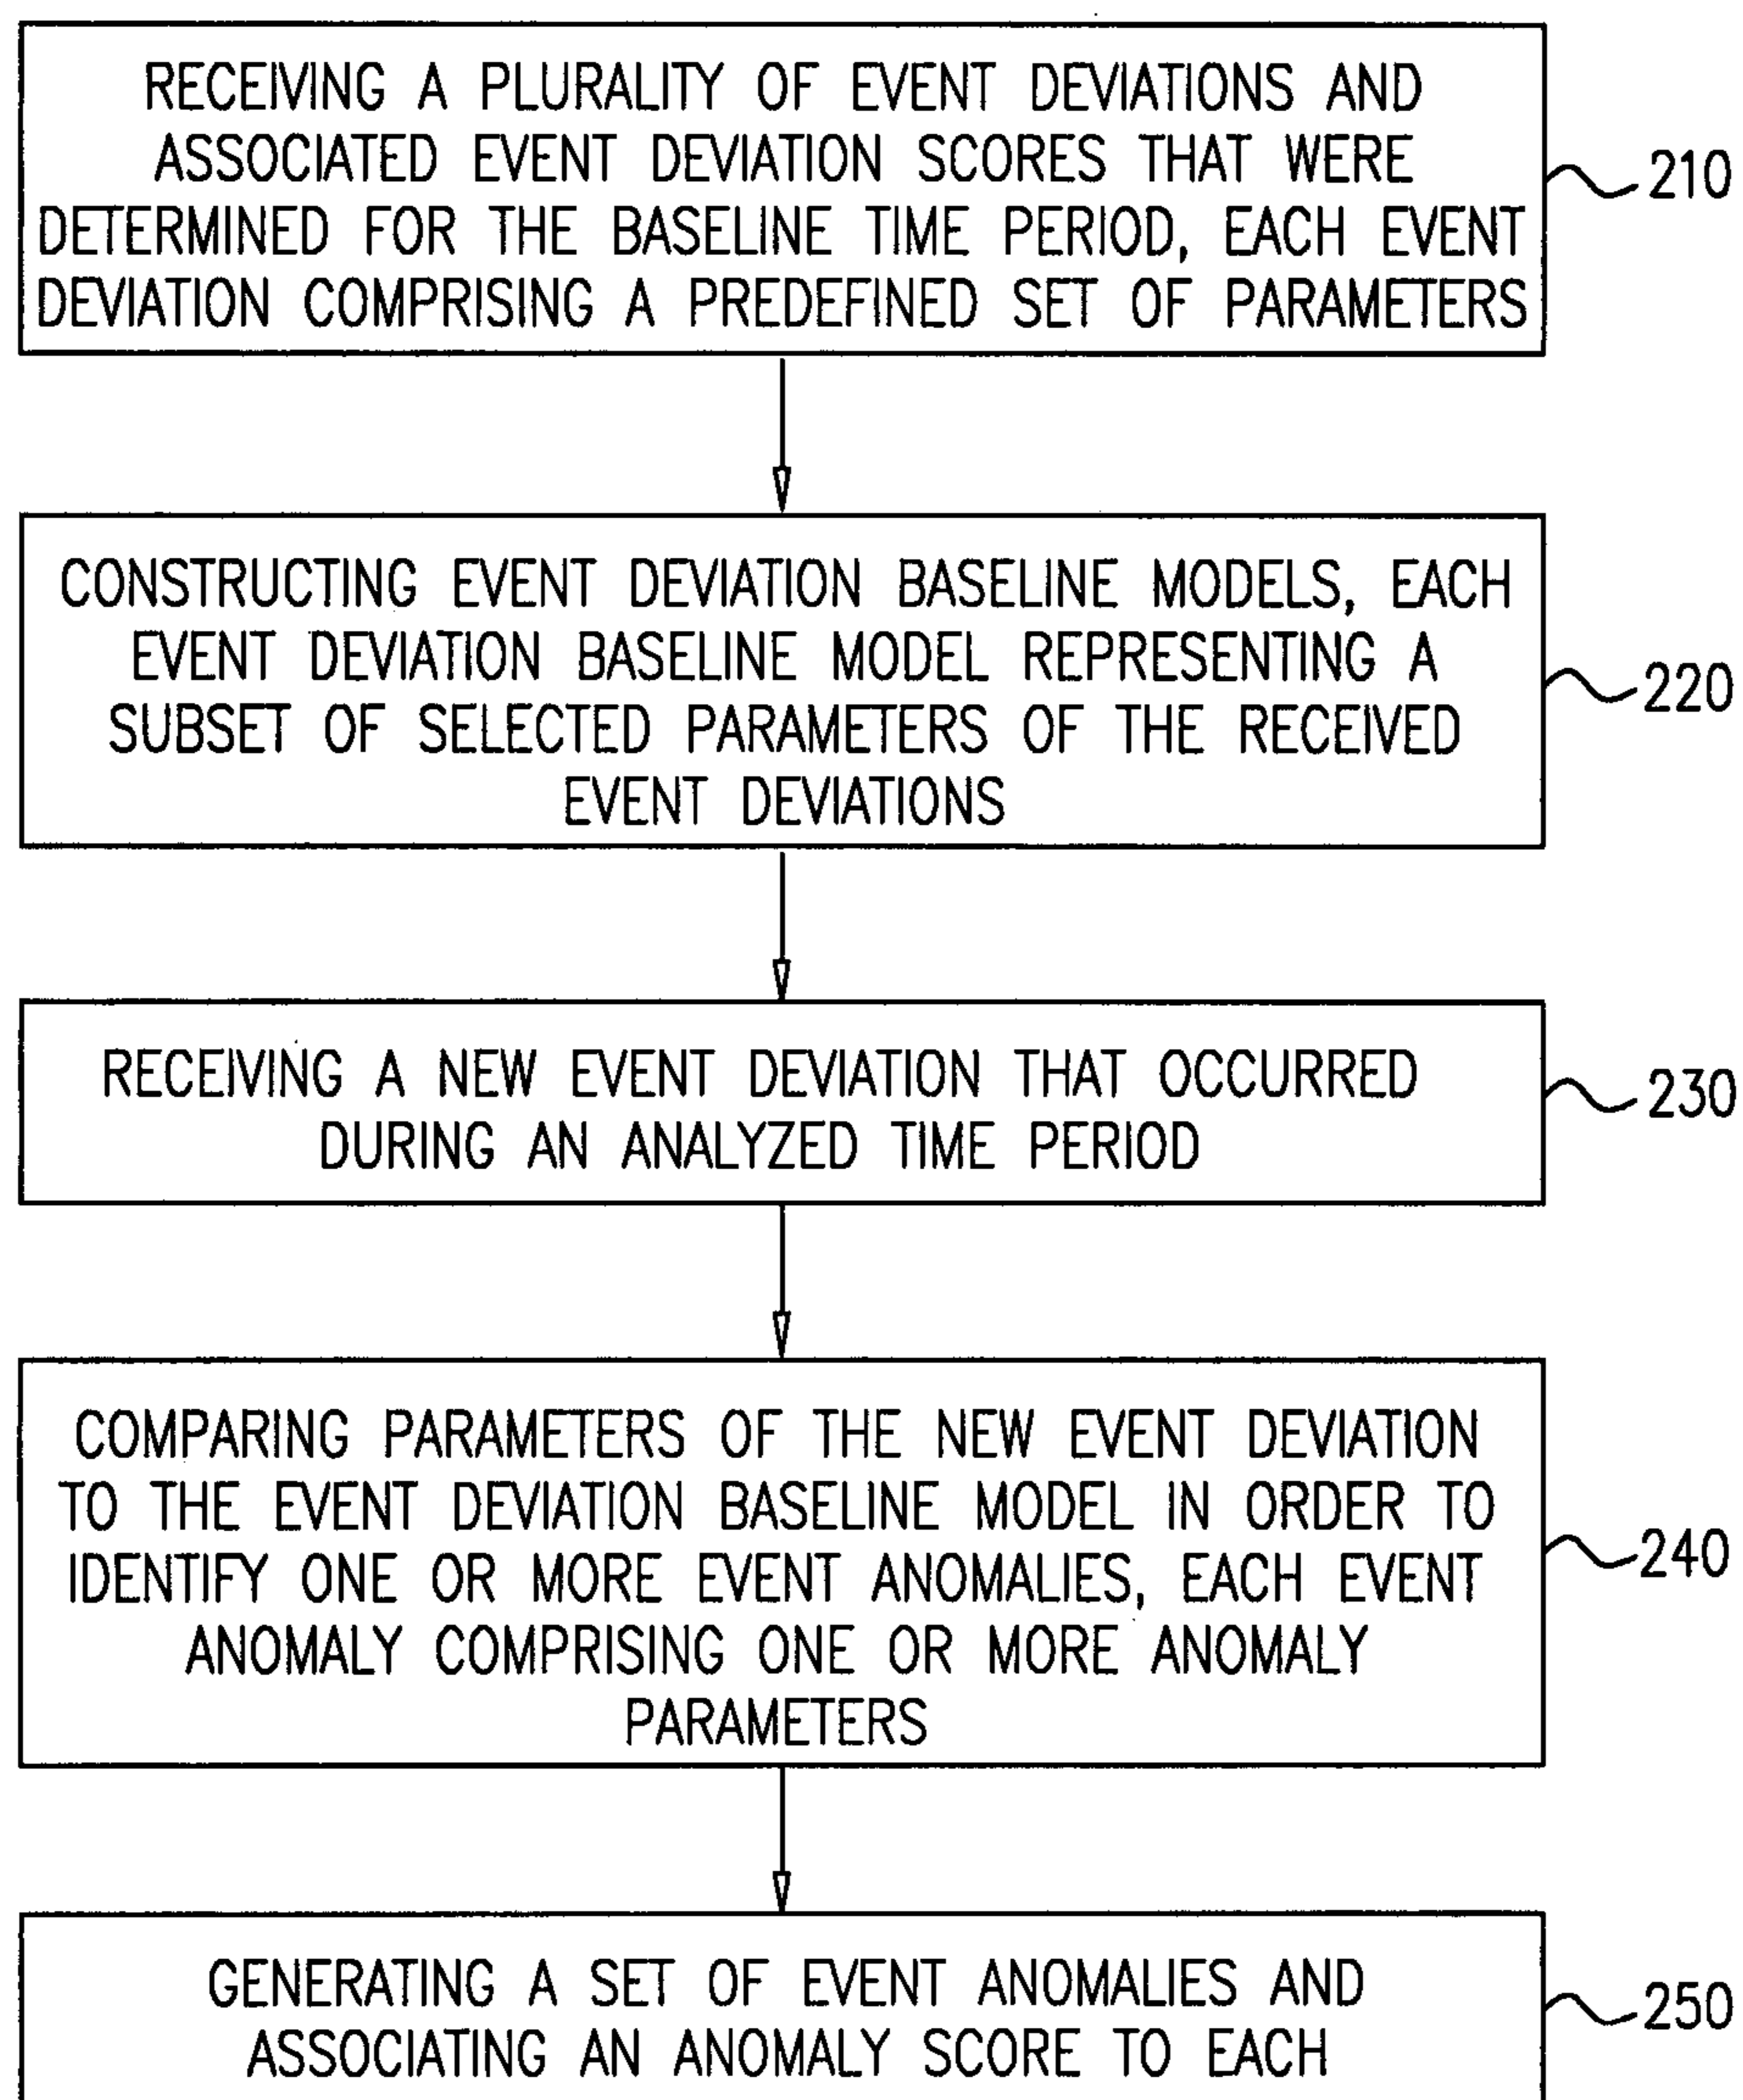 RECEIVING A PLURALITY OF EVENT DEVIATIONS AND
ASSOCIATED EVENT DEVIATION SCORES THAT WERE
DETERMINED FOR THE BASELINE TIME PERIOD, EACH EVENT
DEVIATION COMPRISING A PREDEFINED SET OF PARAMETERS
210
CONSTRUCTING EVENT DEVIATION BASELINE MODELS, EACH
EVENT DEVIATION BASELINE MODEL REPRESENTING A
SUBSET OF SELECTED PARAMETERS OF THE RECEIVED
EVENT DEVIATIONS
220
RECEIVING A NEW EVENT DEVIATION THAT OCCURRED
DURING AN ANALYZED TIME PERIOD
230
COMPARING PARAMETERS OF THE NEW EVENT DEVIATION
TO THE EVENT DEVIATION BASELINE MODEL IN ORDER TO
IDENTIFY ONE OR MORE EVENT ANOMALIES, EACH EVENT
ANOMALY COMPRISING ONE OR MORE ANOMALY
PARAMETERS
240
GENERATING A SET OF EVENT ANOMALIES AND
ASSOCIATING AN ANOMALY SCORE TO EACH
250